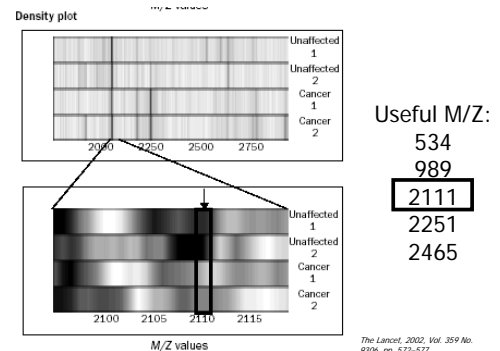 M/Z values
Density plot
Unaffected
1
Unaffected
2
Cancer
1
Cancer
2
2000 2250 2500 2750
Unaffected
1
Unaffected
2
Cancer
1
Cancer
2
2100 2105 2110 2115
M/Z values
Useful M/Z:
534
989
2111
2251
2465
The Lancet, 2002, Vol. 359 No.
9306, pp. 572-577